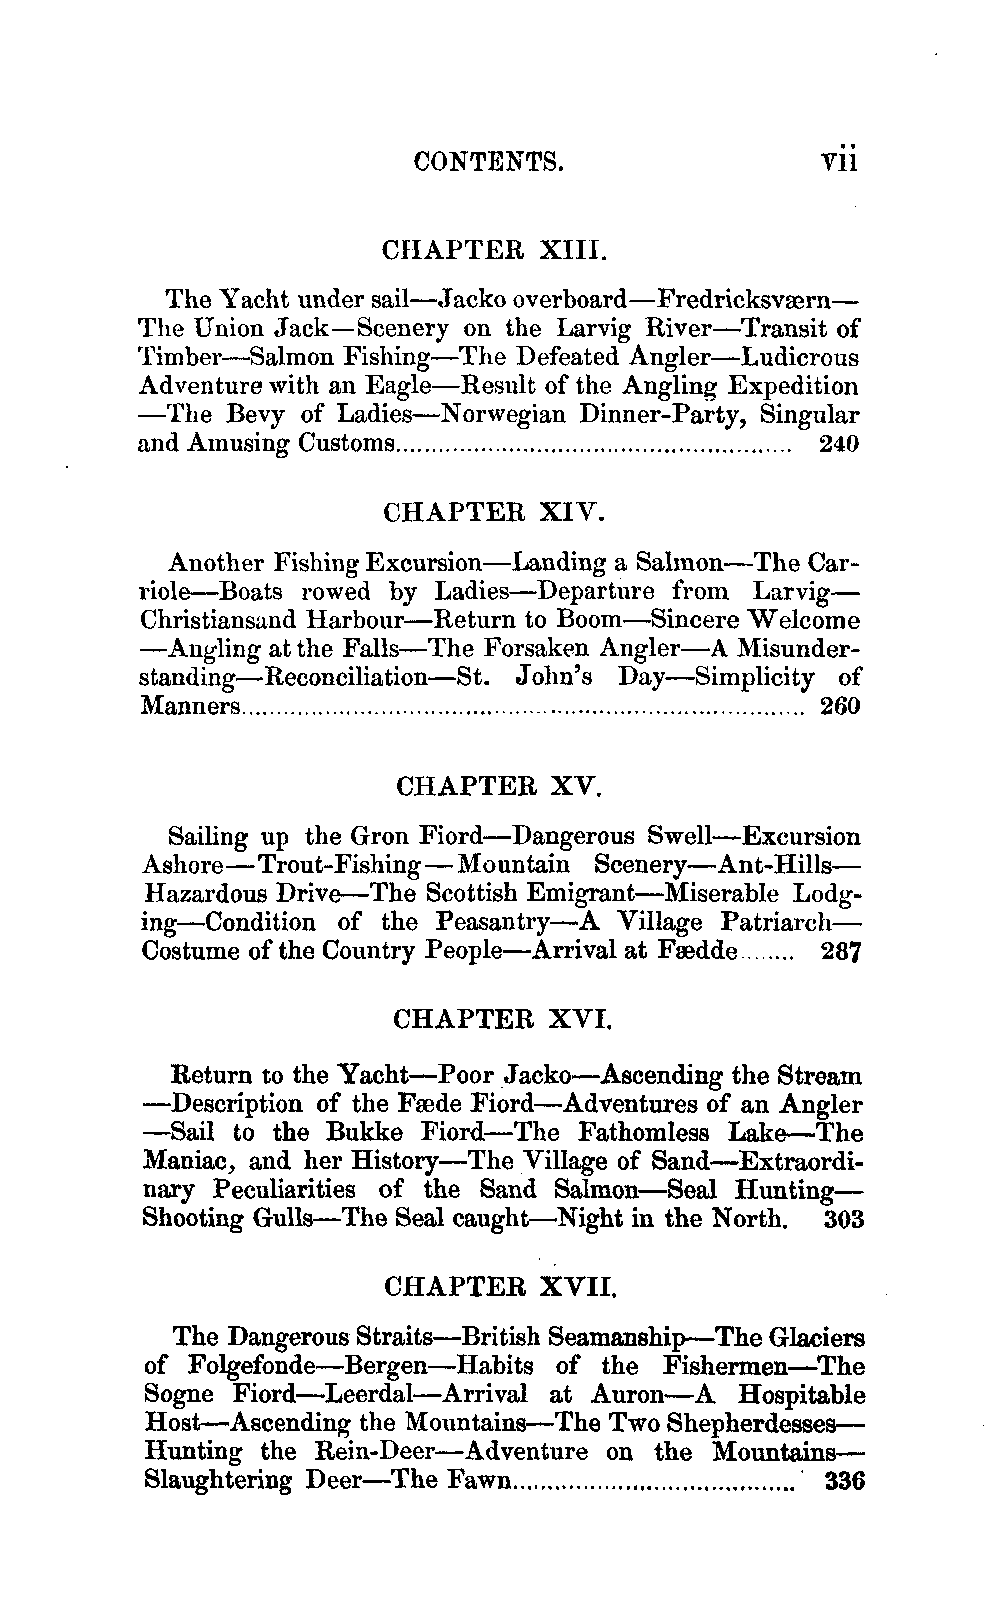 CONTENTS. vii
CHAPTER XIII.
The Yacht under sail—Jacko overboard—Fredricksværn—
The Union Jack—Scenery on the Larvig River—Transit of
Timber—Salmon Fishing—The Defeated Angler—Ludicrous
Adventure with an Eagle—Result of the Angling Expedition
—The Bevy of Ladies—Norwegian Dinner-Party, Singular
and Amusing Customs........................................................ 240
CHAPTER XIV.
Another Fishing Excursion—Landing a Salmon—The Car-
riole—Boats rowed by Ladies—Departure from Larvig—
Christiansand Harbour—Return to Boom—Sincere Welcome
—Angling at the Falls—The Forsaken Angler—A Misunder-
standing—Reconciliation—St. John's Day—Simplicity of
Manners................................................................................ 260
CHAPTER XV.
Sailing up the Gron Fiord—Dangerous Swell—Excursion
Ashore—Trout-Fishing—Mountain Scenery—Ant-Hills—
Hazardous Drive—The Scottish Emigrant—Miserable Lodg-
ing—Condition of the Peasantry—A Village Patriarch—
Costume of the Country People—Arrival at Fædde........ 287
CHAPTER XVI.
Return to the Yacht—Poor Jacko—Ascending the Stream
—Description of the Fæde Fiord—Adventures of an Angler
—Sail to the Bukke Fiord—The Fathomless Lake—The
Maniac, and her History—The Village of Sand—Extraordi-
nary Peculiarities of the Sand Salmon—Seal Hunting—
Shooting Gulls—The Seal caught—Night in the North. 303
CHAPTER XVII.
The Dangerous Straits—British Seamanship—The Glaciers
of Folgefonde—Bergen—Habits of the Fishermen—The
Sogne Fiord—Leerdal—Arrival at Auron—A Hospitable
Host—Ascending the Mountains—The Two Shepherdesses—
Hunting the Rein-Deer—Adventure on the Mountains—
Slaughtering Deer—The Fawn........................................ 336